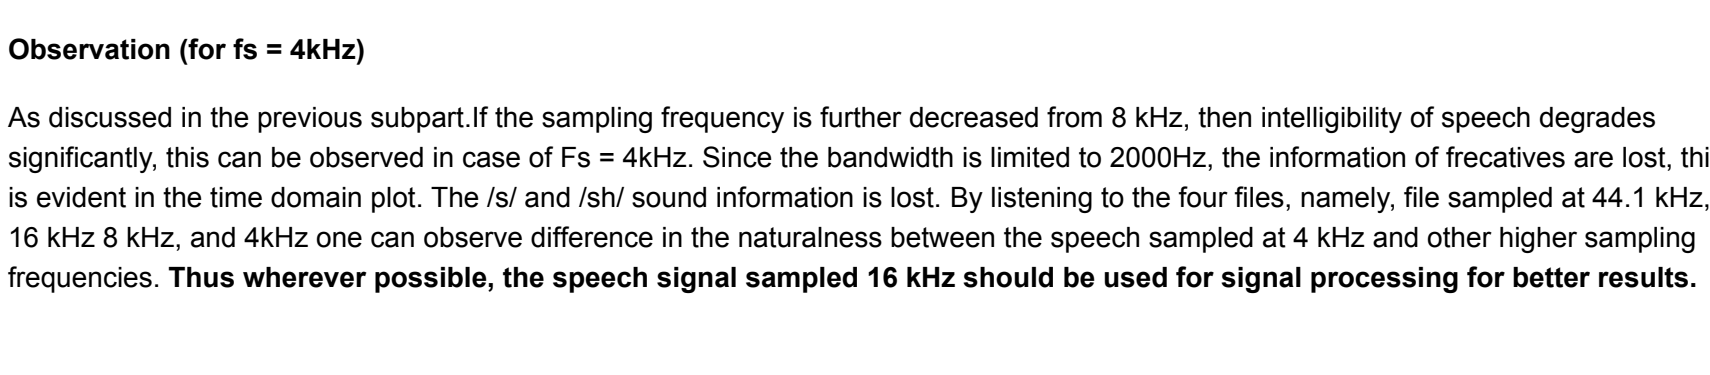 Observation (for fs = 4kHz)
As discussed in the previous subpart.If the sampling frequency is further decreased from 8 kHz, then intelligibility of speech degrades
significantly, this can be observed in case of Fs = 4kHz. Since the bandwidth is limited to 2000Hz, the information of frecatives are lost, thi
is evident in the time domain plot. The /s/ and /sh/ sound information is lost. By listening to the four files, namely, file sampled at 44.1 kHz,
16 kHz 8 kHz, and 4kHz one can observe difference in the naturalness between the speech sampled at 4 kHz and other higher sampling
frequencies. Thus wherever possible, the speech signal sampled 16 kHz should be used for signal processing for better results.